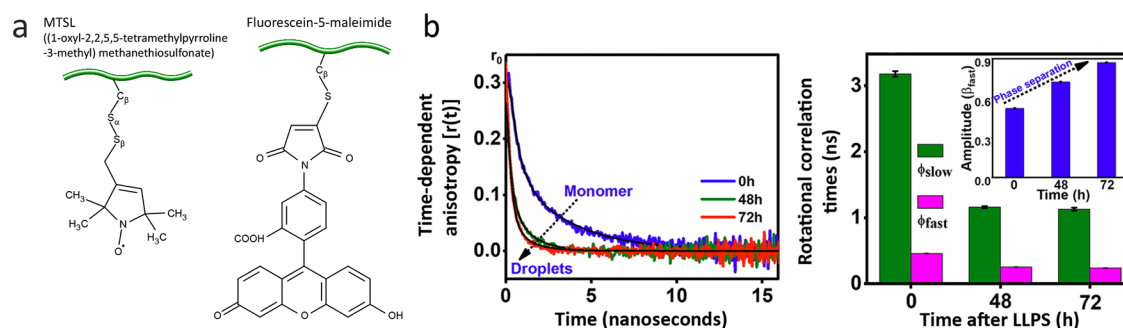 a
MTSL
((1-oxyl-2,2,5,5-tetramethylpyrroline
-3-methyl) methanethiosulfonate)
Cβ
Sα
Sβ
H₃C
H₃C
N
O•
CH₃
CH₃
Fluorescein-5-maleimide
Cβ
S
O
N
O
COOH
O
O
OH
b
Time-dependent
anisotropy [r(t)]
r₀
0.3
0.2
0.1
0.0
Monomer
Droplets
0h
48h
72h
0
5
10
15
Time (nanoseconds)
Rotational correlation
times (ns)
3
2
1
0
ϕslow
ϕfast
0
48
72
Time after LLPS (h)
Amplitude (βfast)
0.9
0.6
0.3
0.0
Phase separation
0
48
72
Time (h)